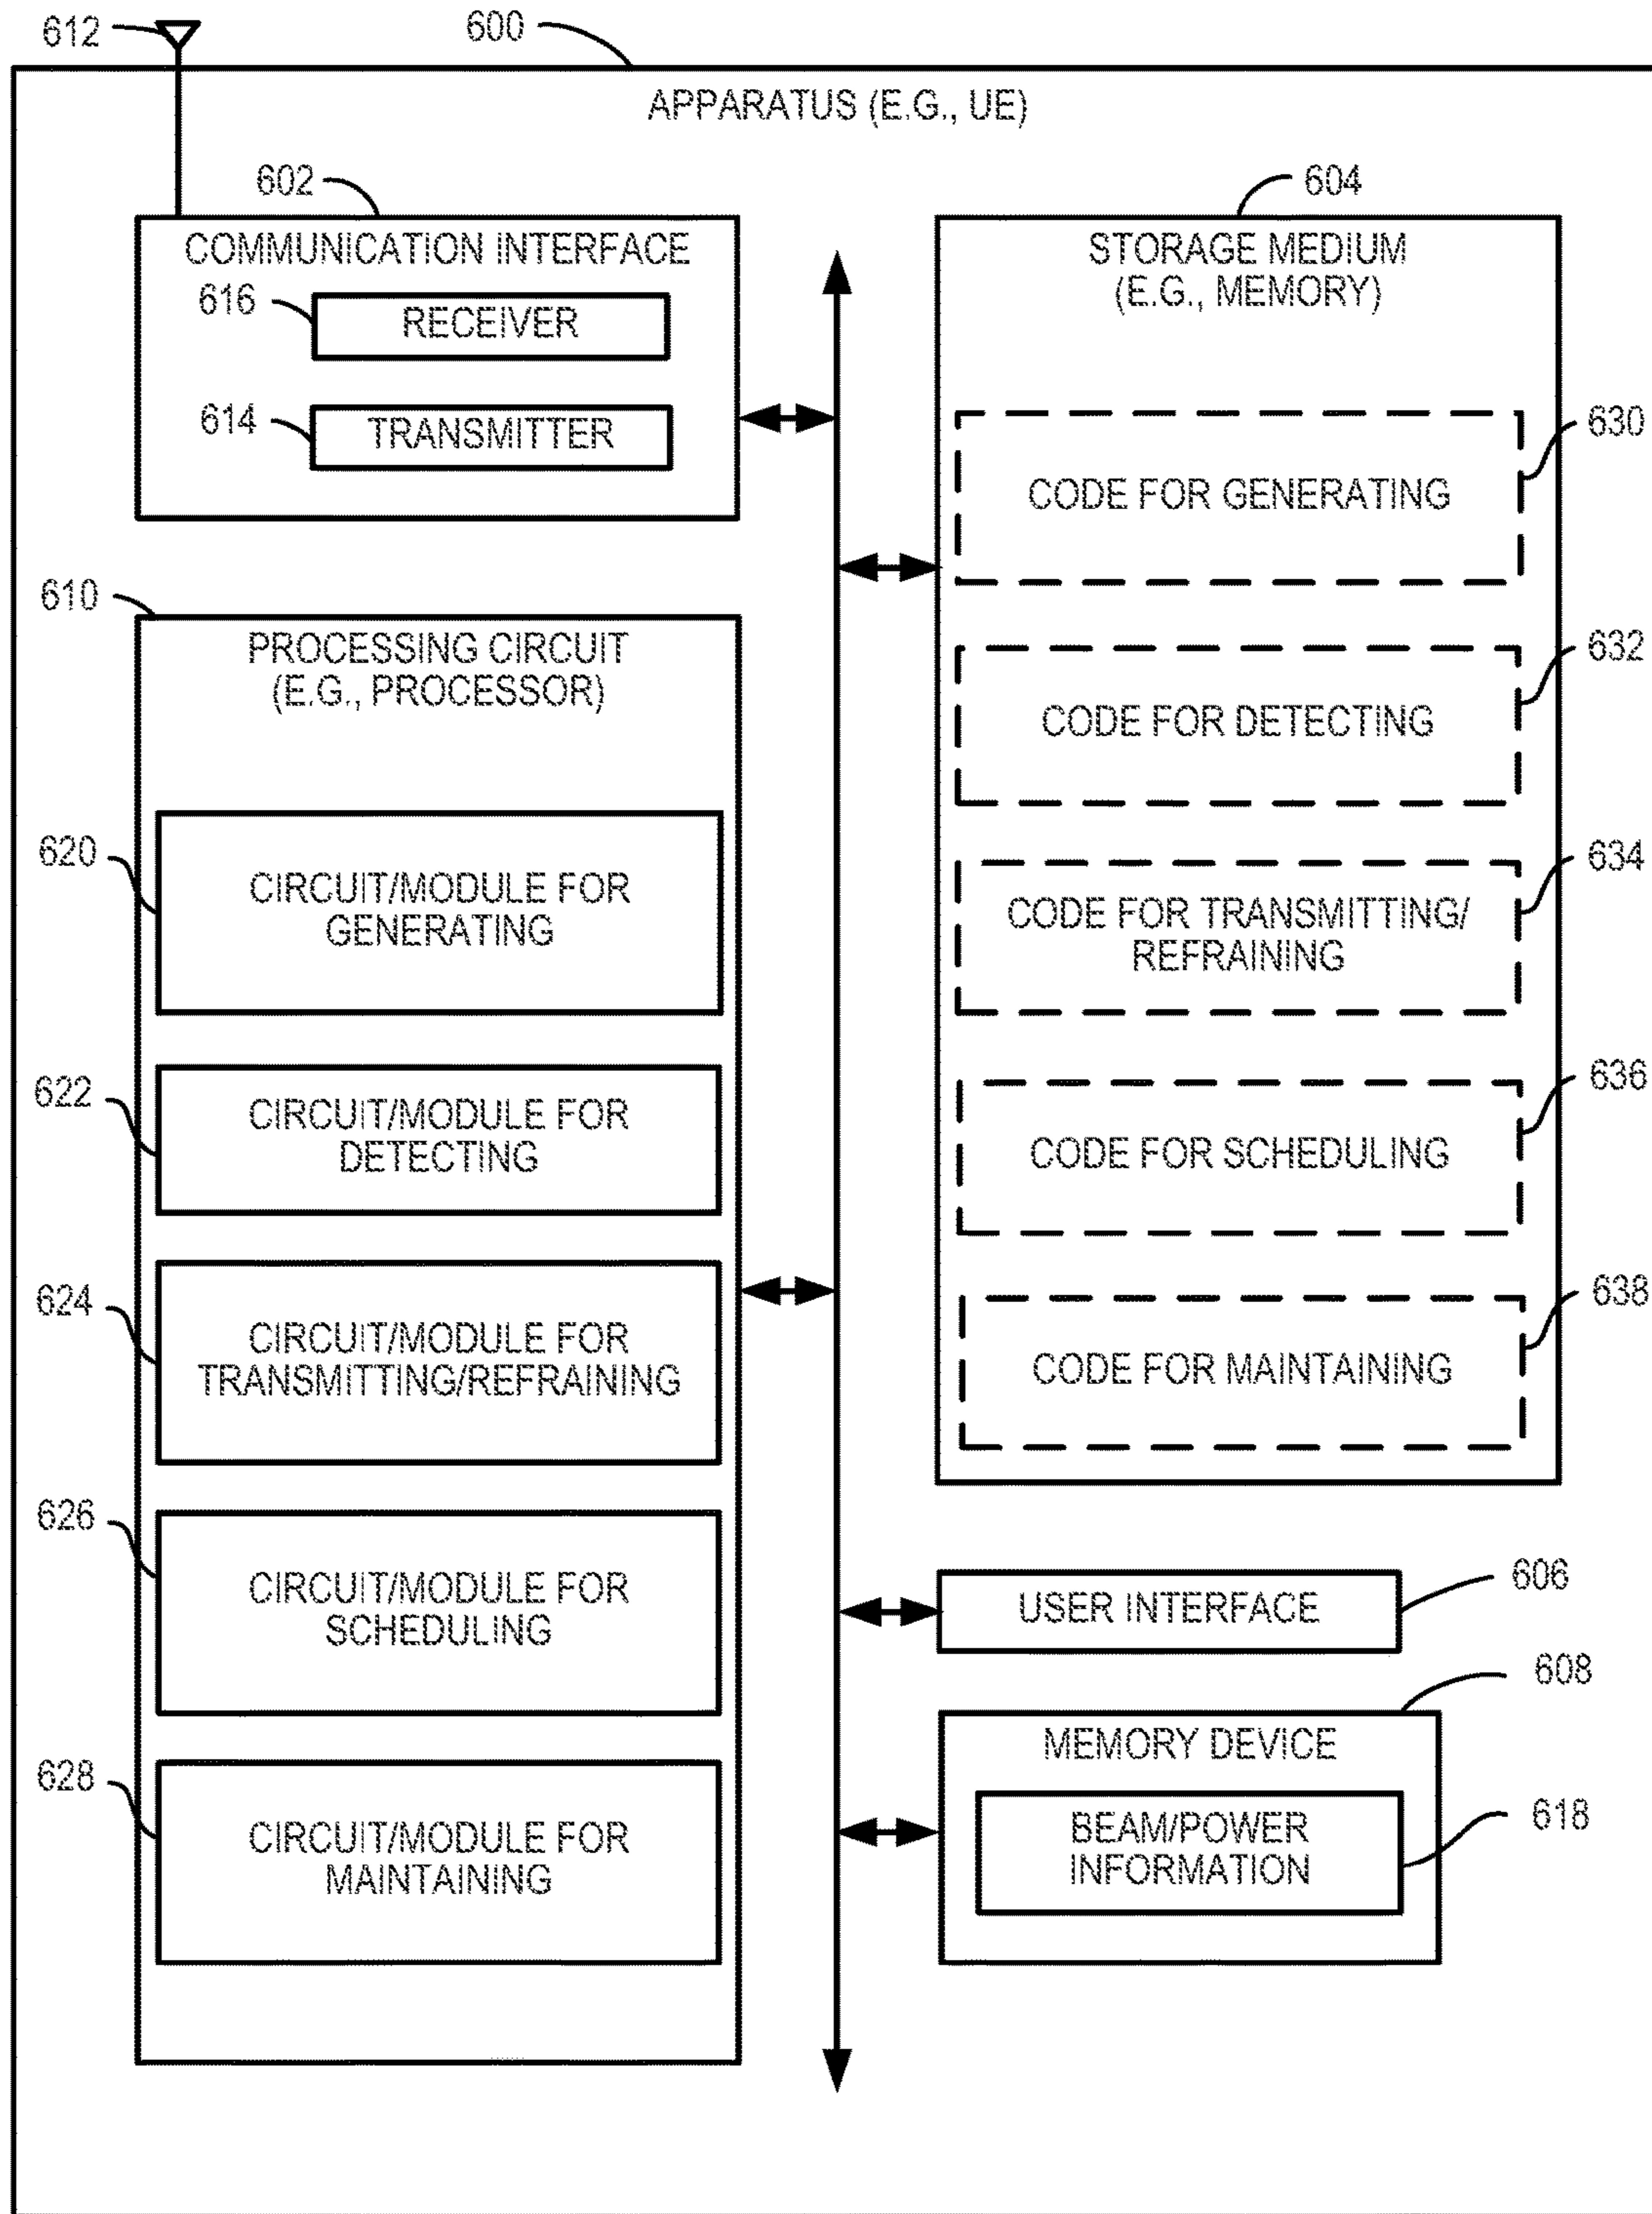 612
600
APPARATUS (E.G., UE)
602
COMMUNICATION INTERFACE
616
RECEIVER
614
TRANSMITTER
610
PROCESSING CIRCUIT
(E.G., PROCESSOR)
620
CIRCUIT/MODULE FOR
GENERATING
622
CIRCUIT/MODULE FOR
DETECTING
624
CIRCUIT/MODULE FOR
TRANSMITTING/REFRAINING
626
CIRCUIT/MODULE FOR
SCHEDULING
628
CIRCUIT/MODULE FOR
MAINTAINING
604
STORAGE MEDIUM
(E.G., MEMORY)
630
CODE FOR GENERATING
632
CODE FOR DETECTING
634
CODE FOR TRANSMITTING/
REFRAINING
636
CODE FOR SCHEDULING
638
CODE FOR MAINTAINING
606
USER INTERFACE
608
MEMORY DEVICE
618
BEAM/POWER
INFORMATION